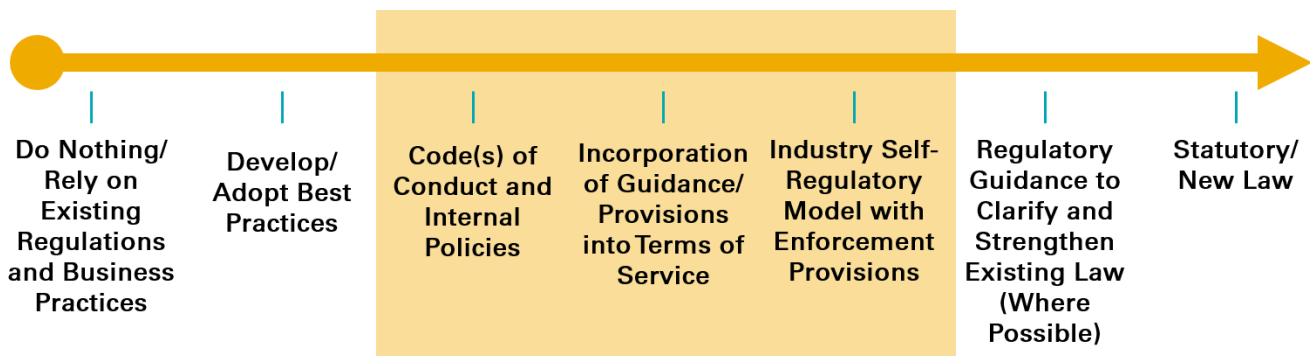 Do Nothing/
Rely on
Existing
Regulations
and Business
Practices
Develop/
Adopt Best
Practices
Code(s) of
Conduct and
Internal
Policies
Incorporation
of Guidance/
Provisions
into Terms of
Service
Industry Self-
Regulatory
Model with
Enforcement
Provisions
Regulatory
Guidance to
Clarify and
Strengthen
Existing Law
(Where
Possible)
Statutory/
New Law